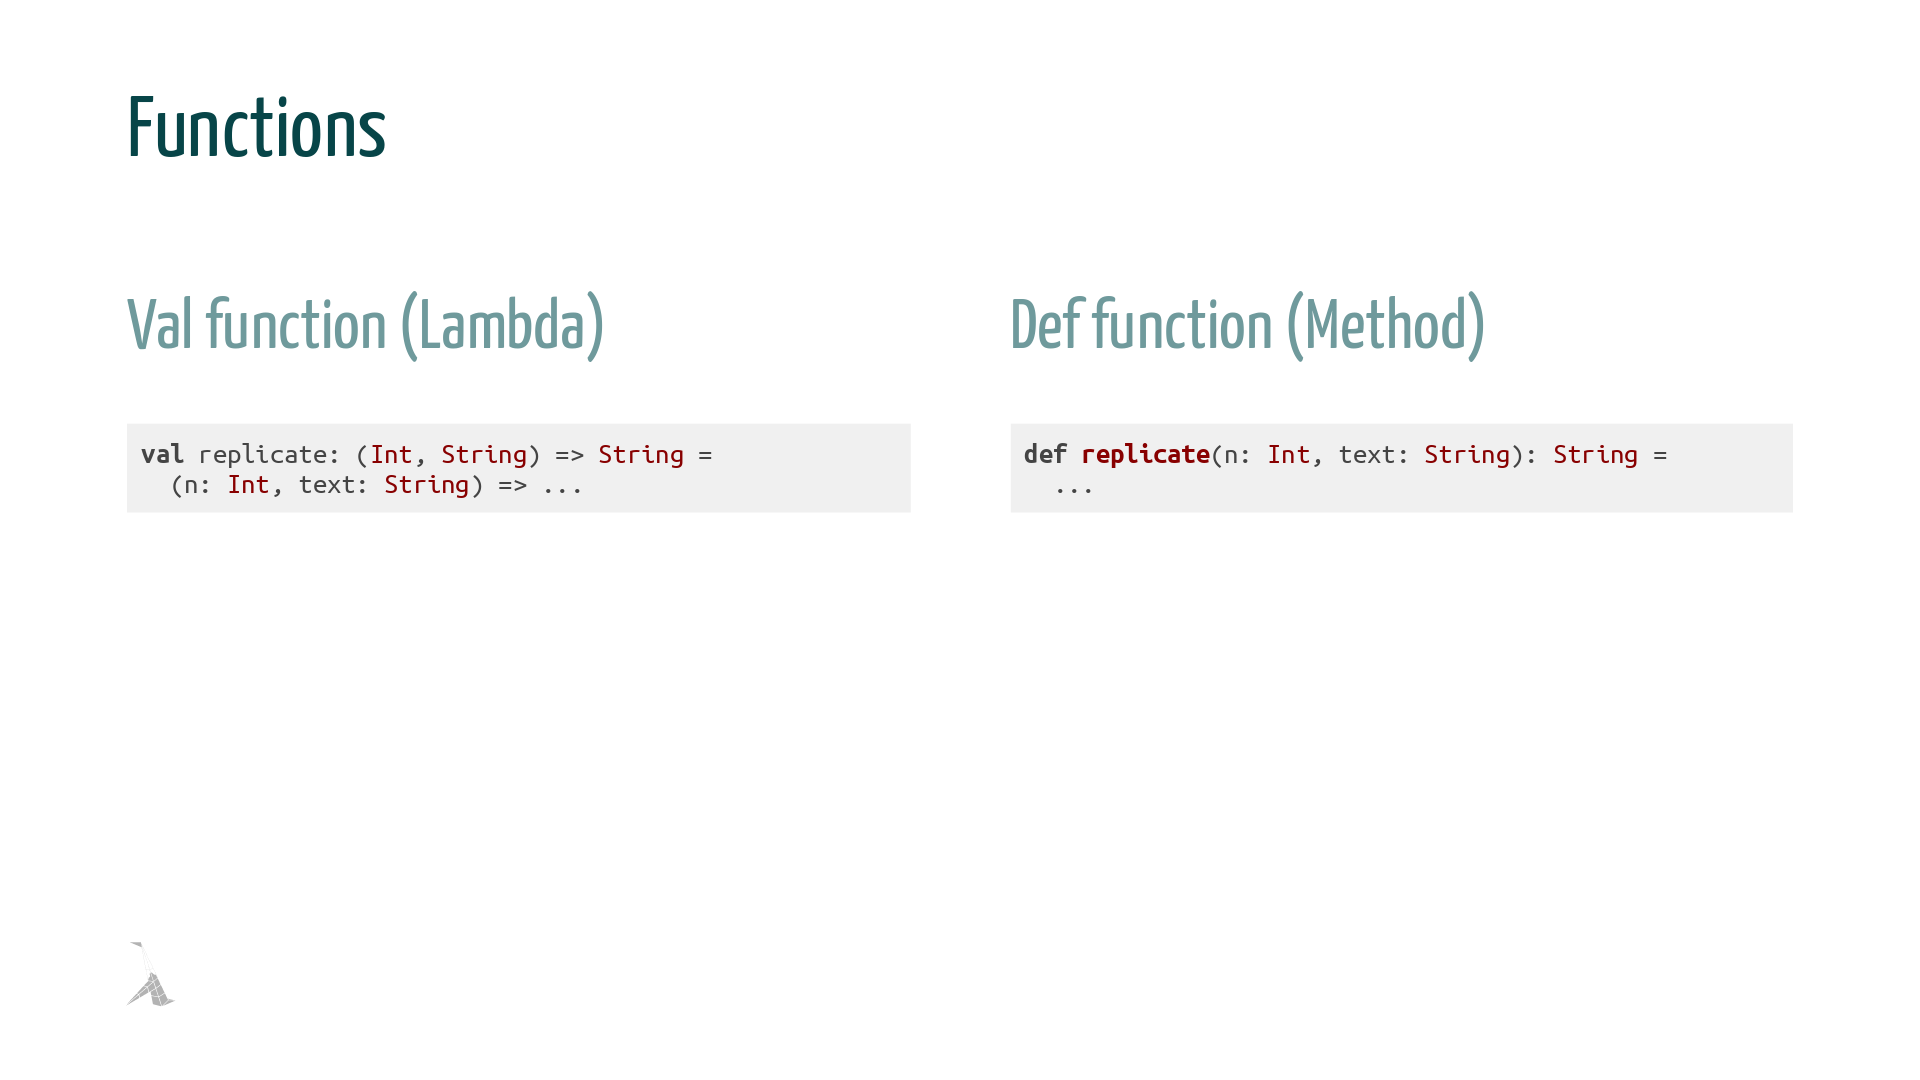 Functions
Val function (Lambda)
val replicate: (Int, String) => String =
  (n: Int, text: String) => ...
Def function (Method)
def replicate(n: Int, text: String): String =
  ...